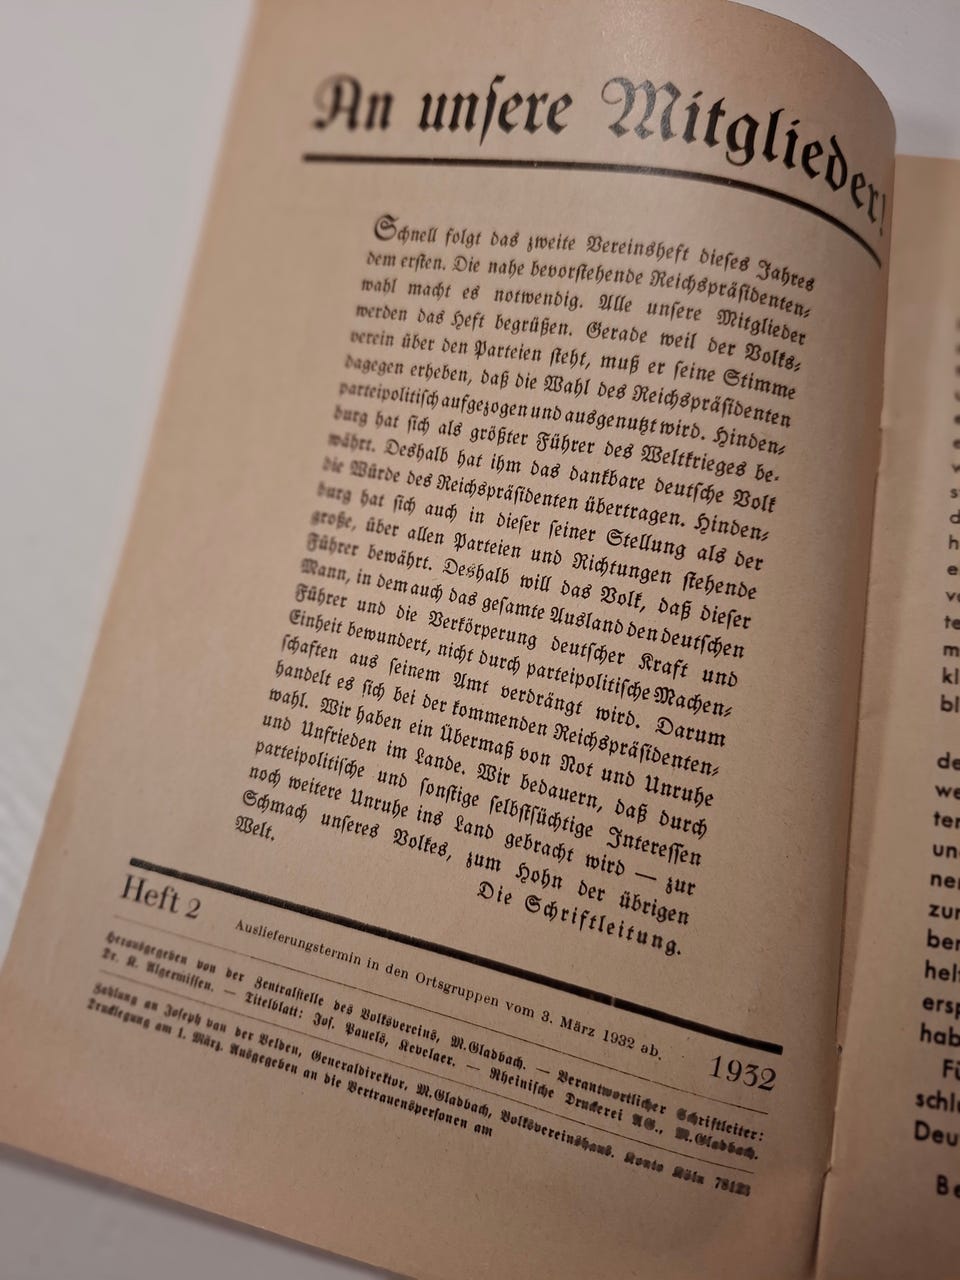 An unsere Mitglieder!
Schnell folgt das zweite Vereinsheft dieses Jahres
dem ersten. Die nahe bevorstehende Reichspräsidenten-
wahl macht es notwendig. Alle unsere Mitglieder
werden das Heft begrüßen. Gerade weil der Volks-
verein über den Parteien steht, muß er seine Stimme
dagegen erheben, daß die Wahl des Reichspräsidenten
parteipolitisch aufgezogen und ausgenutzt wird. Hinden-
burg hat sich als größter Führer des Weltkrieges be-
währt. Deshalb hat ihm das dankbare deutsche Volk
die Würde des Reichspräsidenten übertragen. Hinden-
burg hat sich auch in dieser seiner Stellung als der
große, über allen Parteien und Richtungen stehende
Führer bewährt. Deshalb will das Volk, daß dieser
Mann, in dem auch das gesamte Ausland den deutschen
Führer und die Verkörperung deutscher Kraft und
Einheit bewundert, nicht durch parteipolitische Machen-
schaften aus seinem Amt verdrängt wird. Darum
handelt es sich bei der kommenden Reichspräsidenten-
wahl. Wir haben ein Übermaß von Not und Unruhe
und Unfrieden im Lande. Wir bedauern, daß durch
parteipolitische und sonstige selbstsüchtige Interessen
noch weitere Unruhe ins Land gebracht wird — zur
Schmach unseres Volkes, zum Hohn der übrigen
Welt.
Die Schriftleitung.
Heft 2 Auslieferungstermin in den Ortsgruppen vom 3. März 1932 ab. 1932
Herausgegeben von der Zentralstelle des Volksvereins, M.Gladbach. — Verantwortlicher Schriftleiter:
Dr. K. Algermissen. — Titelblatt: Jos. Pauels, Kevelaer. — Rheinische Druckerei AG., M.Gladbach.
Zahlung an Joseph van der Velden, Generaldirektor, M.Gladbach, Volksvereinshaus. Konto Köln 78123
Drucklegung am 1. März. Ausgegeben an die Vertrauenspersonen am